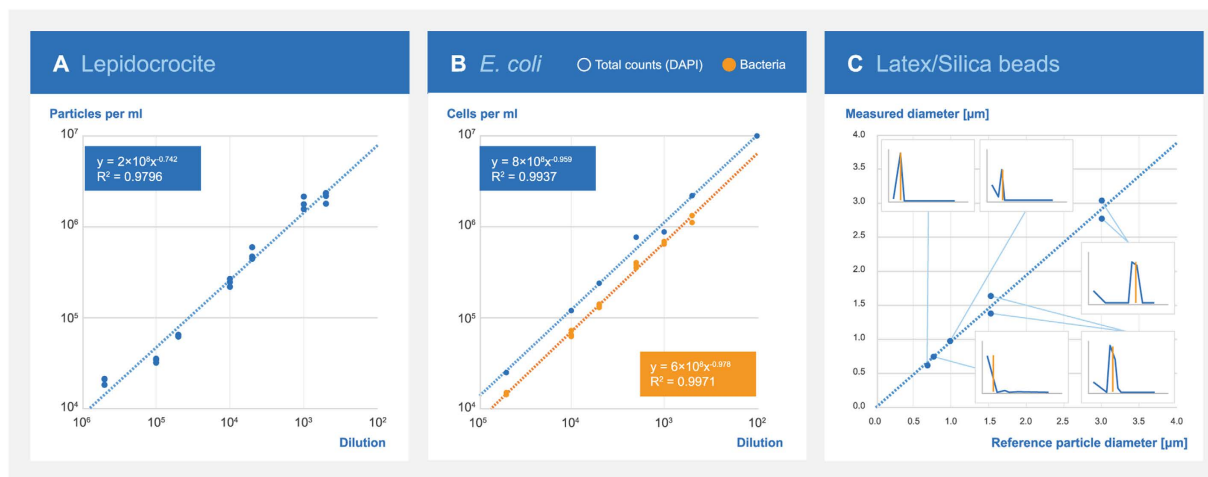 A Lepidocrocite
Particles per ml
10⁷
10⁶
10⁵
10⁴
y = 2×10⁸x⁻⁰·⁷⁴²
R² = 0.9796
10⁶ 10⁵ 10⁴ 10³ 10²
Dilution
B E. coli Total counts (DAPI) Bacteria
Cells per ml
10⁷
10⁶
10⁵
10⁴
y = 8×10⁸x⁻⁰·⁹⁵⁹
R² = 0.9937
y = 6×10⁸x⁻⁰·⁹⁷⁸
R² = 0.9971
10⁵ 10⁴ 10³ 10²
Dilution
C Latex/Silica beads
Measured diameter [µm]
4.0
3.5
3.0
2.5
2.0
1.5
1.0
0.5
0.0
0.0 0.5 1.0 1.5 2.0 2.5 3.0 3.5 4.0
Reference particle diameter [µm]